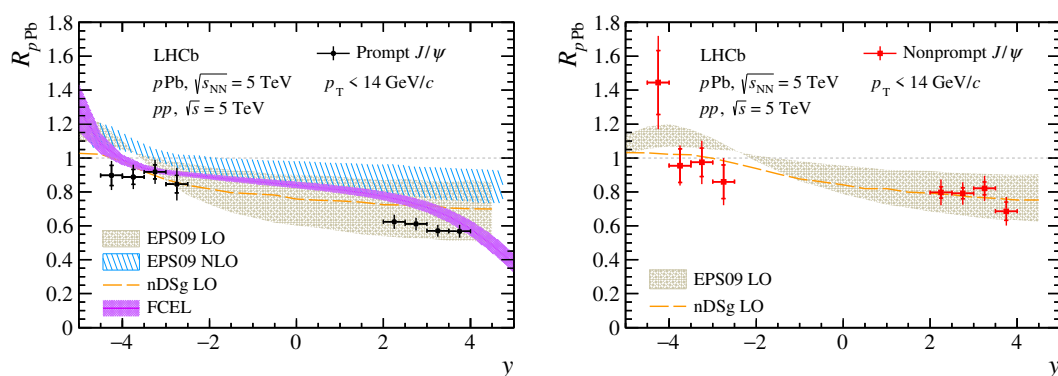 R_pPb
1.8
1.6
1.4
1.2
1
0.8
0.6
0.4
0.2
0
LHCb
Prompt J/ψ
pPb, √s_NN = 5 TeV
p_T < 14 GeV/c
pp, √s = 5 TeV
EPS09 LO
EPS09 NLO
nDSg LO
FCEL
−4 −2 0 2 4
y
R_pPb
1.8
1.6
1.4
1.2
1
0.8
0.6
0.4
0.2
0
LHCb
Nonprompt J/ψ
pPb, √s_NN = 5 TeV
p_T < 14 GeV/c
pp, √s = 5 TeV
EPS09 LO
nDSg LO
−4 −2 0 2 4
y